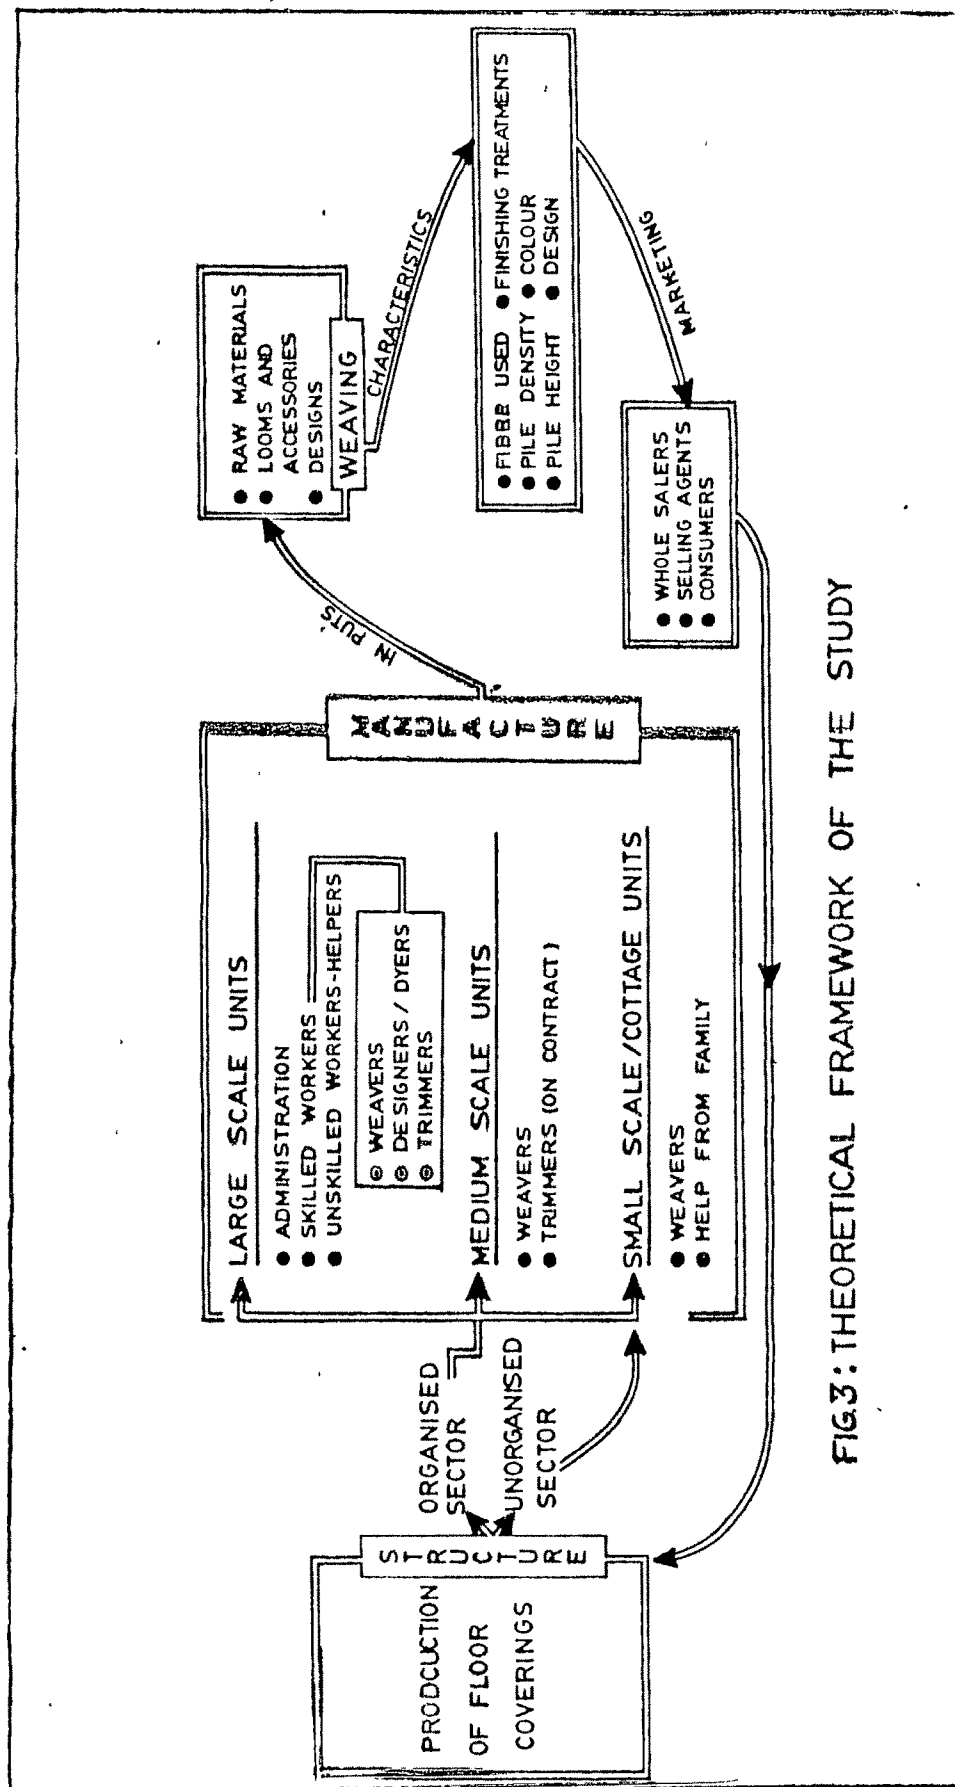 PRODCUCTION
OF FLOOR
COVERINGS
STRUCTURE
ORGANISED
SECTOR
UNORGANISED
SECTOR
LARGE SCALE UNITS
● ADMINISTRATION
● SKILLED WORKERS
● UNSKILLED WORKERS-HELPERS
◎ WEAVERS
◎ DESIGNERS / DYERS
◎ TRIMMERS
MEDIUM SCALE UNITS
● WEAVERS
● TRIMMERS (ON CONTRACT)
SMALL SCALE/COTTAGE UNITS
● WEAVERS
● HELP FROM FAMILY
MANUFACTURE
IN PUTS
● RAW MATERIALS
● LOOMS AND
ACCESSORIES
● DESIGNS
WEAVING
CHARACTERISTICS
● FIBBR USED ● FINISHING TREATMENTS
● PILE DENSITY ● COLOUR
● PILE HEIGHT ● DESIGN
MARKETING
● WHOLE SALERS
● SELLING AGENTS
● CONSUMERS
FIG.3: THEORETICAL FRAMEWORK OF THE STUDY